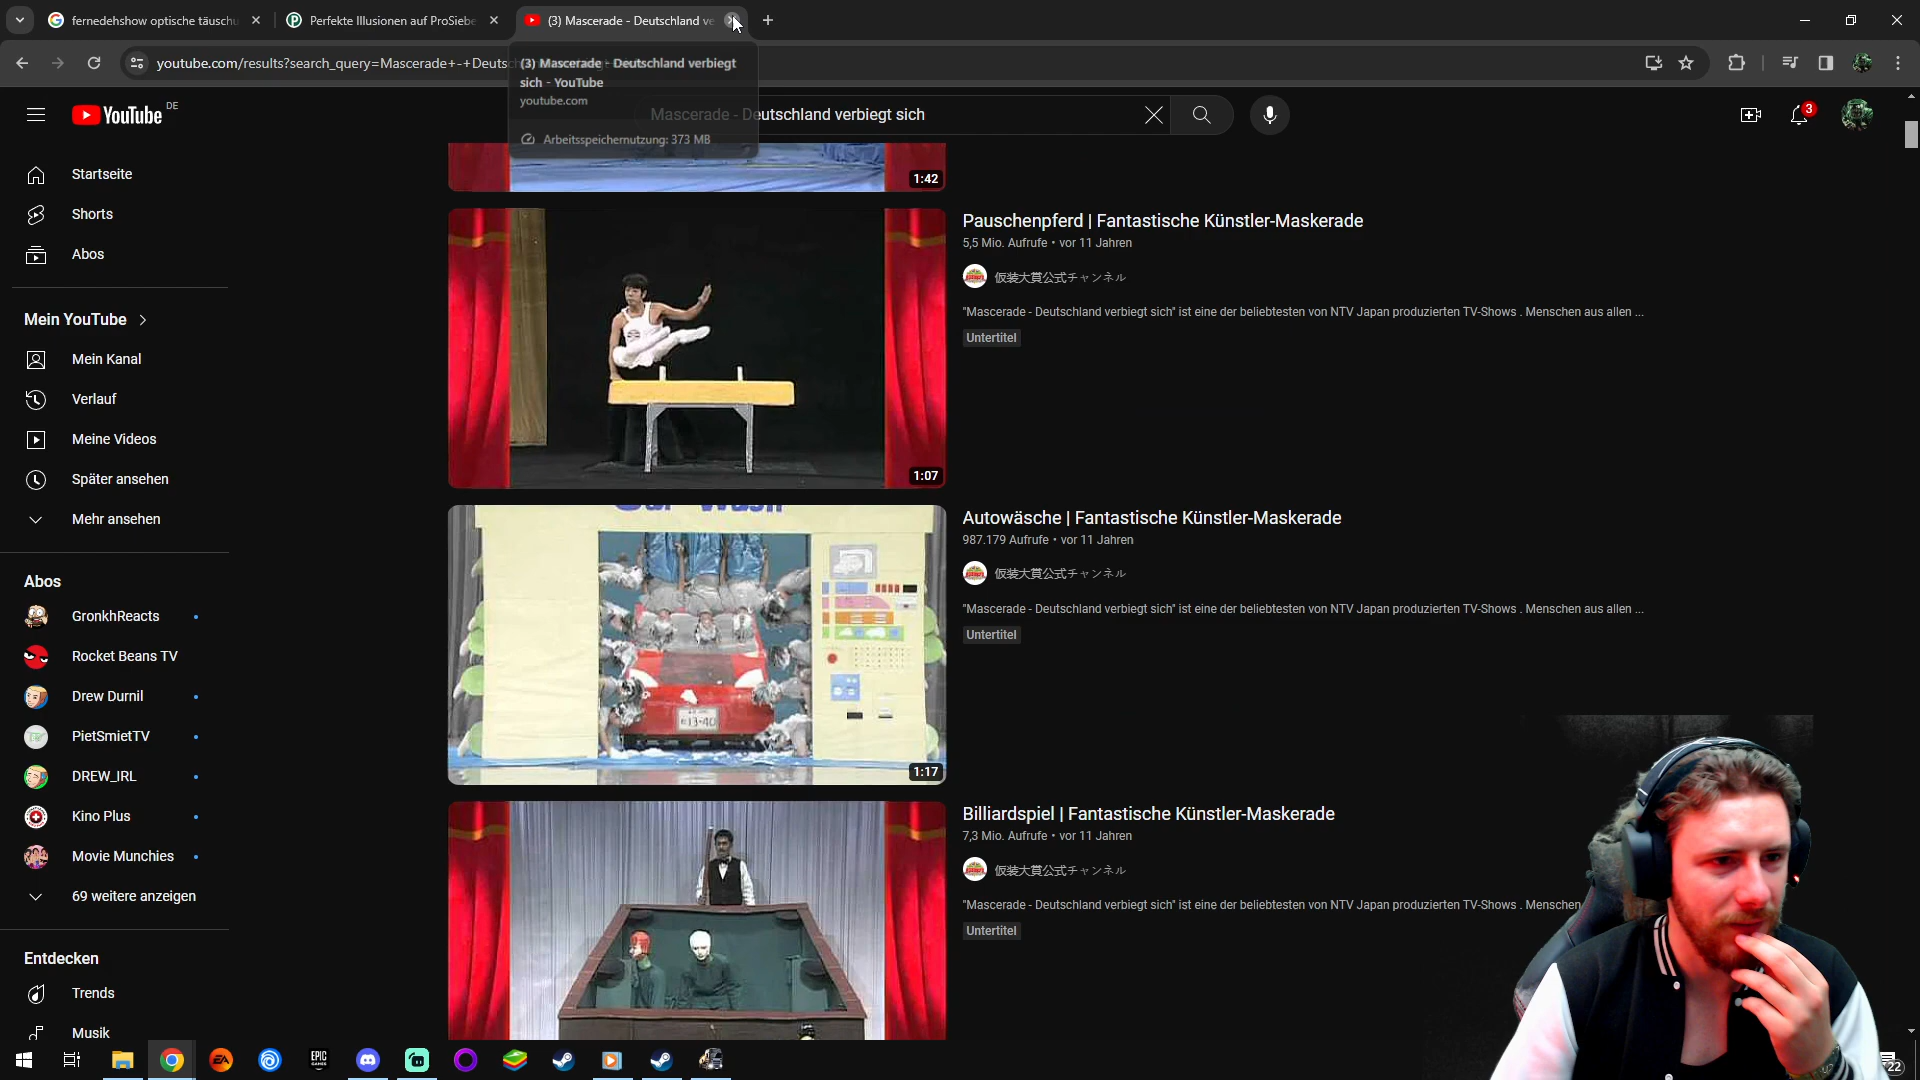 fernedehshow optische täusch
Perfekte Illusionen auf ProSiebe
(3) Mascerade - Deutschland ve
youtube.com/results?search_query=Mascerade+-+Deutsc
(3) Mascerade - Deutschland verbiegt
sich - YouTube
youtube.com
Arbeitsspeichernutzung: 373 MB
YouTube DE
Mascerade - Deutschland verbiegt sich
3
Startseite
Shorts
Abos
Mein YouTube
Mein Kanal
Verlauf
Meine Videos
Später ansehen
Mehr ansehen
Abos
GronkhReacts
Rocket Beans TV
Drew Durnil
PietSmietTV
DREW_IRL
Kino Plus
Movie Munchies
69 weitere anzeigen
Entdecken
Trends
Musik
1:42
Pauschenpferd | Fantastische Künstler-Maskerade
5,5 Mio. Aufrufe • vor 11 Jahren
仮装大賞公式チャンネル
"Mascerade - Deutschland verbiegt sich" ist eine der beliebtesten von NTV Japan produzierten TV-Shows . Menschen aus allen ...
Untertitel
1:07
Autowäsche | Fantastische Künstler-Maskerade
987.179 Aufrufe • vor 11 Jahren
仮装大賞公式チャンネル
"Mascerade - Deutschland verbiegt sich" ist eine der beliebtesten von NTV Japan produzierten TV-Shows . Menschen aus allen ...
Untertitel
13-40
1:17
Billiardspiel | Fantastische Künstler-Maskerade
7,3 Mio. Aufrufe • vor 11 Jahren
仮装大賞公式チャンネル
"Mascerade - Deutschland verbiegt sich" ist eine der beliebtesten von NTV Japan produzierten TV-Shows . Menschen
Untertitel
EA
EPIC
GAMES
22